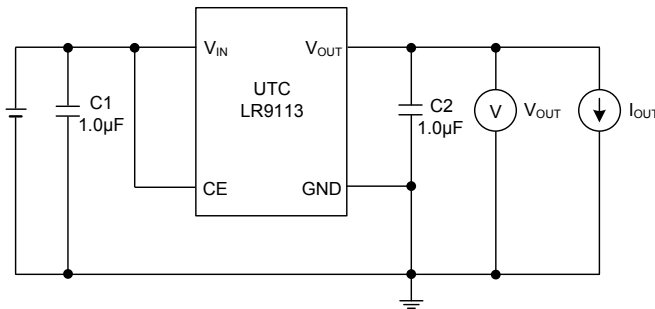 VIN
VOUT
UTC
LR9113
CE
GND
C1
1.0µF
C2
1.0µF
V
VOUT
IOUT